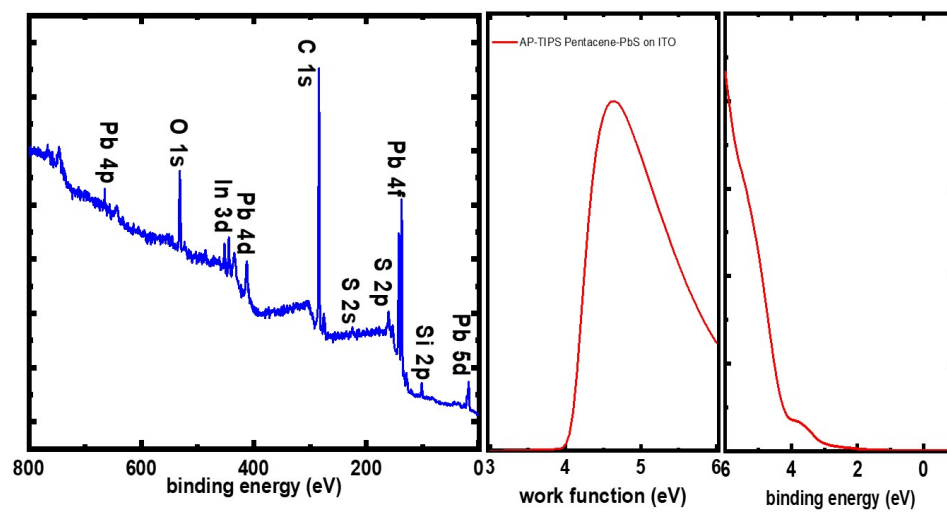 C 1s
Pb 4p
O 1s
In 3d
Pb 4d
S 2s
S 2p
Pb 4f
Si 2p
Pb 5d
800 600 400 200 0
binding energy (eV)
AP-TIPS Pentacene-PbS on ITO
3 4 5 6
work function (eV)
6 4 2 0
binding energy (eV)